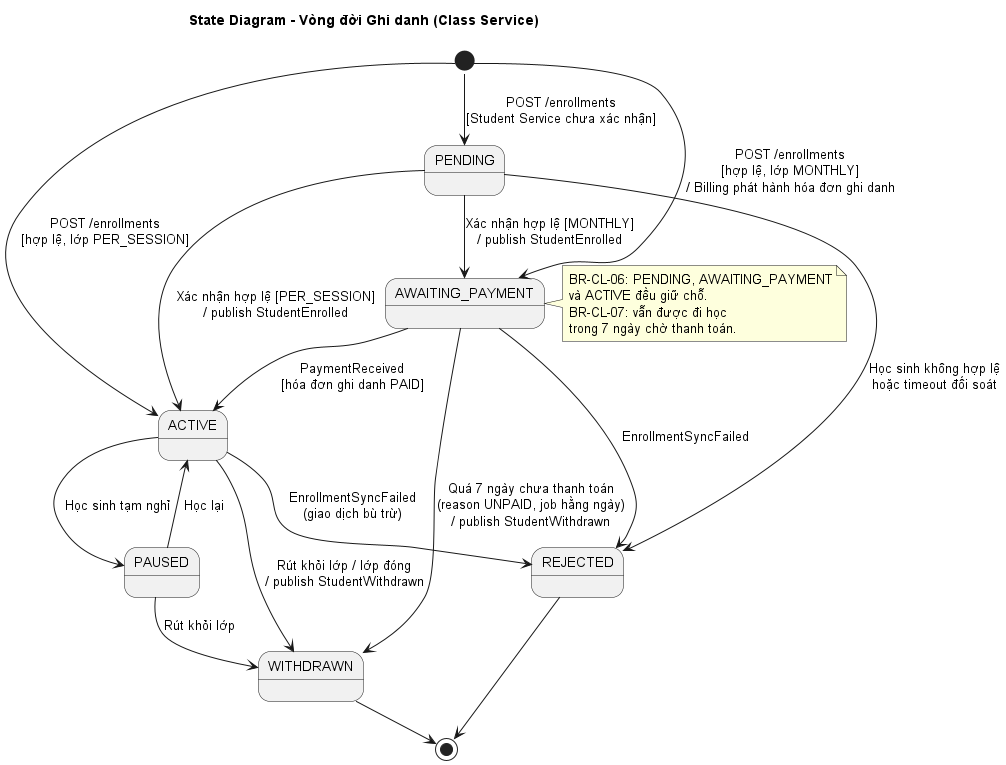 State Diagram - Vòng đời Ghi danh (Class Service)
POST /enrollments
[Student Service chưa xác nhận]
PENDING
POST /enrollments
[hợp lệ, lớp MONTHLY]
/ Billing phát hành hóa đơn ghi danh
POST /enrollments
[hợp lệ, lớp PER_SESSION]
Xác nhận hợp lệ [MONTHLY]
/ publish StudentEnrolled
AWAITING_PAYMENT
BR-CL-06: PENDING, AWAITING_PAYMENT
và ACTIVE đều giữ chỗ.
BR-CL-07: vẫn được đi học
trong 7 ngày chờ thanh toán.
Xác nhận hợp lệ [PER_SESSION]
/ publish StudentEnrolled
PaymentReceived
[hóa đơn ghi danh PAID]
Học sinh không hợp lệ
hoặc timeout đối soát
ACTIVE
EnrollmentSyncFailed
Học sinh tạm nghỉ
Học lại
EnrollmentSyncFailed
(giao dịch bù trừ)
Quá 7 ngày chưa thanh toán
(reason UNPAID, job hằng ngày)
/ publish StudentWithdrawn
PAUSED
Rút khỏi lớp / lớp đóng
/ publish StudentWithdrawn
REJECTED
Rút khỏi lớp
WITHDRAWN